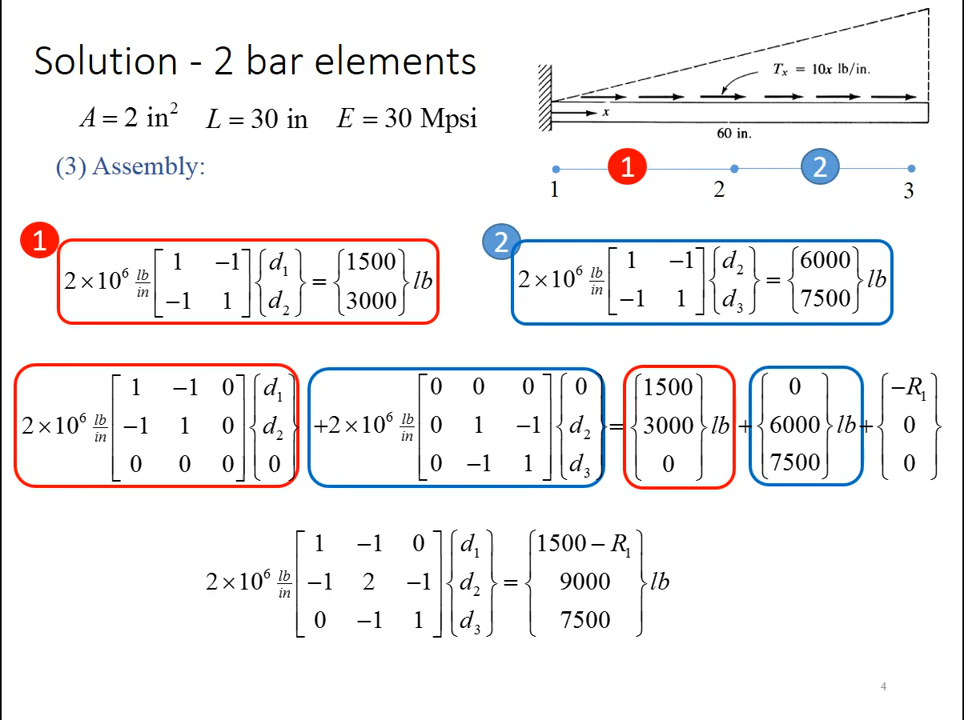 Solution - 2 bar elements
Tₓ = 10x lb/in.
x
60 in.
A = 2 in² L = 30 in E = 30 Mpsi
(3) Assembly:
1 2
1 2 3
1 2
2×10⁶ lb/in [1 −1; −1 1] {d₁; d₂} = {1500; 3000} lb
2×10⁶ lb/in [1 −1; −1 1] {d₂; d₃} = {6000; 7500} lb
2×10⁶ lb/in [1 −1 0; −1 1 0; 0 0 0] {d₁; d₂; 0} +2×10⁶ lb/in [0 0 0; 0 1 −1; 0 −1 1] {0; d₂; d₃} = {1500; 3000; 0} lb + {0; 6000; 7500} lb + {−R₁; 0; 0}
2×10⁶ lb/in [1 −1 0; −1 2 −1; 0 −1 1] {d₁; d₂; d₃} = {1500 − R₁; 9000; 7500} lb
4